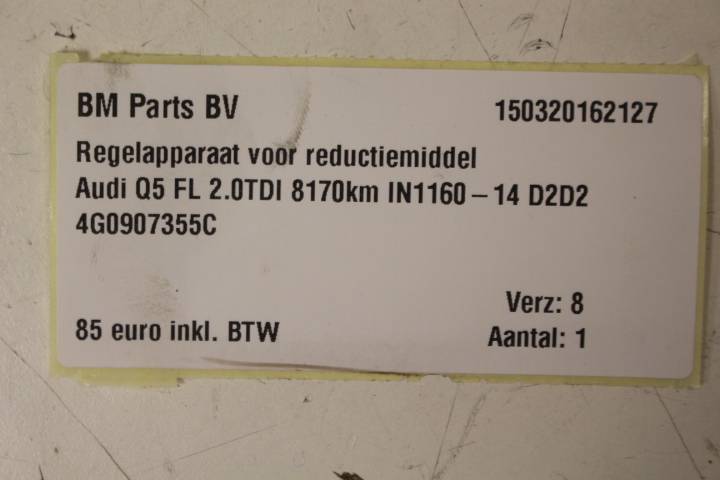 BM Parts BV 150320162127
Regelapparaat voor reductiemiddel
Audi Q5 FL 2.0TDI 8170km IN1160-14 D2D2
4G0907355C
Verz: 8
85 euro inkl. BTW Aantal: 1